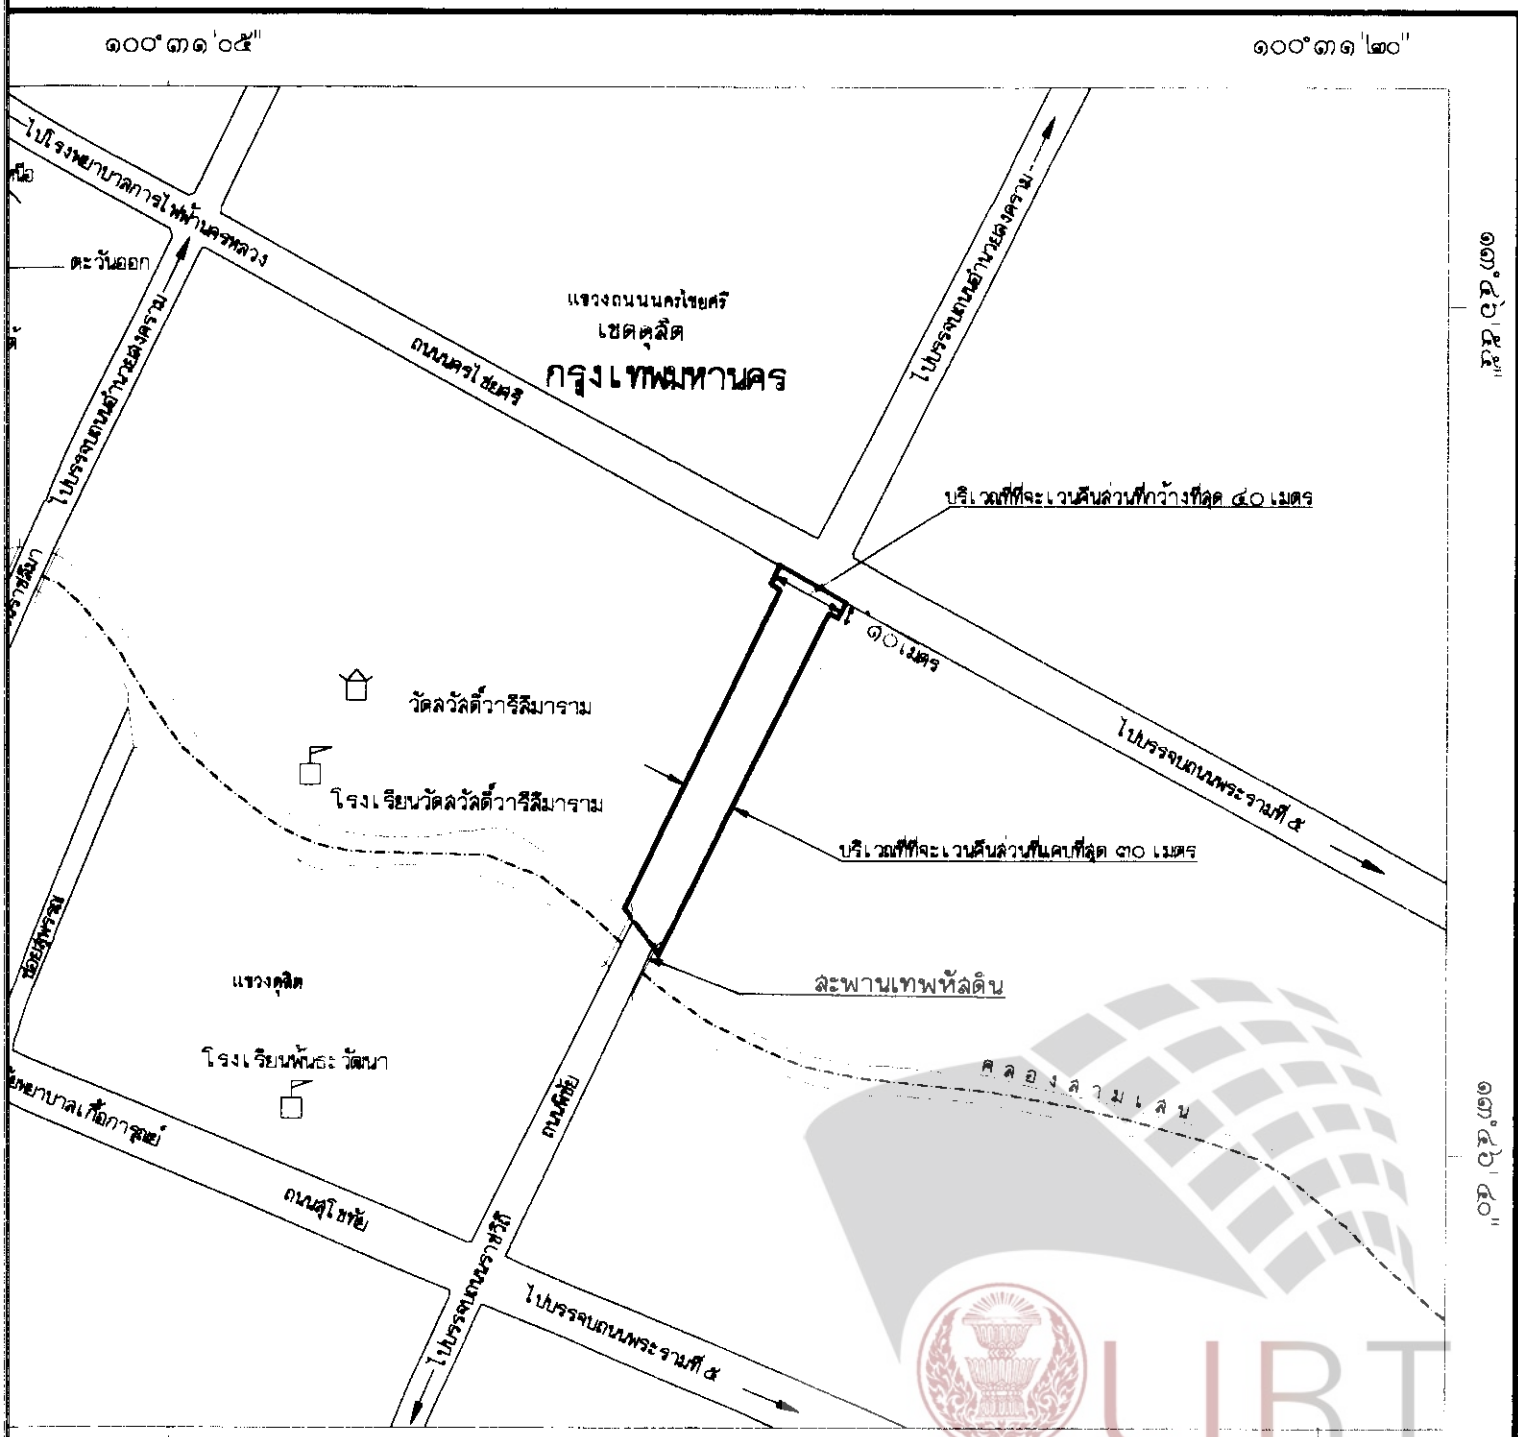 ๑๐๐° ๓๑' ๐๕"
๑๐๐° ๓๑' ๒๐"
ไปโรงพยาบาลการไฟฟ้านครหลวง
ตะวันออก
ไปบรรจบถนนอำนวยสงคราม
ไปบรรจบถนนอำนวยสงคราม
๑๓° ๔๖' ๕๕"
แขวงถนนนครไชยศรี
เขตดุสิต
กรุงเทพมหานคร
ถนนนครไชยศรี
บริเวณที่ที่จะเวนคืนส่วนที่กว้างที่สุด ๔๐ เมตร
๑๐ เมตร
วัดสวัสดิ์วารีสีมาราม
โรงเรียนวัดสวัสดิ์วารีสีมาราม
ไปบรรจบถนนพระรามที่ ๕
บริเวณที่ที่จะเวนคืนส่วนที่แคบที่สุด ๓๐ เมตร
ซอยสุพรรณ
แขวงดุสิต
สะพานเทพหัสดิน
โรงเรียนพันธะวัฒนา
คลองสามเสน
ถนนพิชัย
๑๓° ๔๖' ๔๐"
ถนนสุโขทัย
ไปบรรจบถนนราชวิถี
ไปบรรจบถนนพระรามที่ ๕